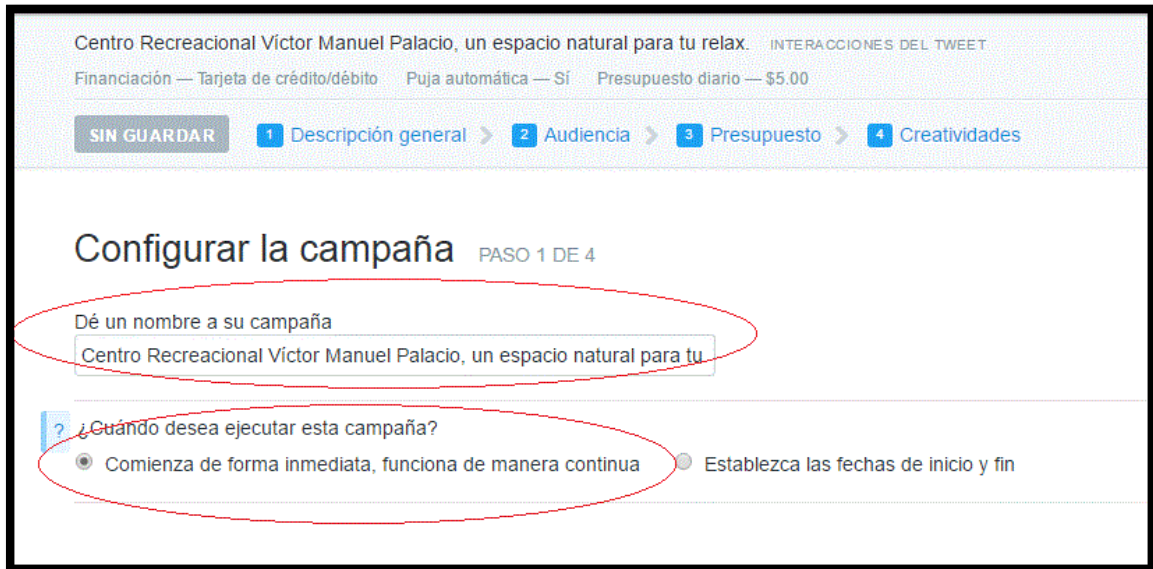 Centro Recreacional Víctor Manuel Palacio, un espacio natural para tu relax. INTERACCIONES DEL TWEET
Financiación — Tarjeta de crédito/débito Puja automática — Sí Presupuesto diario — $5.00
SIN GUARDAR 1 Descripción general > 2 Audiencia > 3 Presupuesto > 4 Creatividades
Configurar la campaña PASO 1 DE 4
Dé un nombre a su campaña
Centro Recreacional Víctor Manuel Palacio, un espacio natural para tu
? ¿Cuándo desea ejecutar esta campaña?
Comienza de forma inmediata, funciona de manera continua Establezca las fechas de inicio y fin